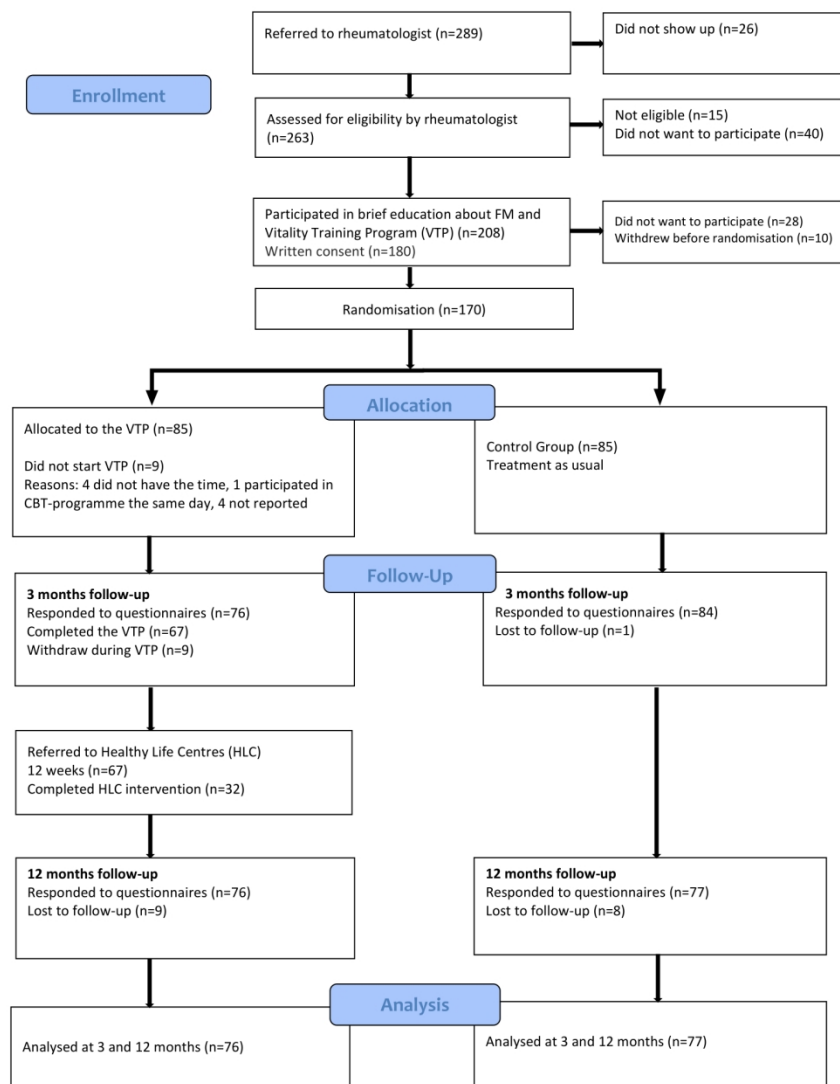 Referred to rheumatologist (n=289)
Did not show up (n=26)
Enrollment
Assessed for eligibility by rheumatologist
(n=263)
Not eligible (n=15)
Did not want to participate (n=40)
Participated in brief education about FM and
Vitality Training Program (VTP) (n=208)
Written consent (n=180)
Did not want to participate (n=28)
Withdrew before randomisation (n=10)
Randomisation (n=170)
Allocation
Allocated to the VTP (n=85)
Did not start VTP (n=9)
Reasons: 4 did not have the time, 1 participated in
CBT-programme the same day, 4 not reported
Control Group (n=85)
Treatment as usual
Follow-Up
3 months follow-up
Responded to questionnaires (n=76)
Completed the VTP (n=67)
Withdraw during VTP (n=9)
3 months follow-up
Responded to questionnaires (n=84)
Lost to follow-up (n=1)
Referred to Healthy Life Centres (HLC)
12 weeks (n=67)
Completed HLC intervention (n=32)
12 months follow-up
Responded to questionnaires (n=76)
Lost to follow-up (n=9)
12 months follow-up
Responded to questionnaires (n=77)
Lost to follow-up (n=8)
Analysis
Analysed at 3 and 12 months (n=76)
Analysed at 3 and 12 months (n=77)